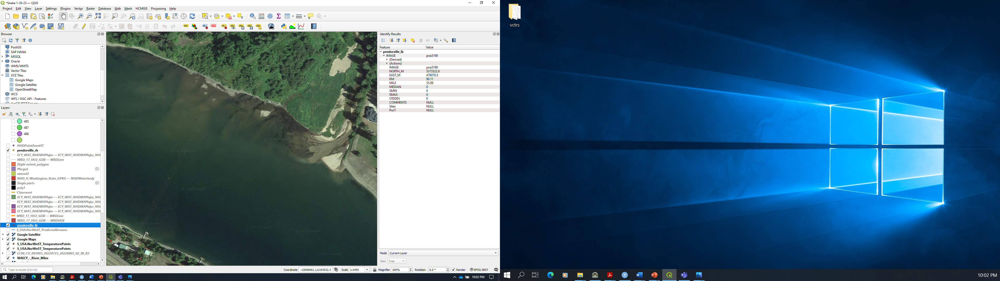 *Snake 1-30-23 — QGIS
Project Edit View Layer Settings Plugins Vector Raster Database Web Mesh HCMGIS Processing Help
Browser
PostGIS
SAP HANA
MSSQL
Oracle
WMS/WMTS
Vector Tiles
XYZ Tiles
Google Maps
Google Satellite
OpenStreetMap
WCS
WFS / OGC API - Features
Layers
485
487
488
NHDPointEventFC
pendoreille_rb
ECY_WAT_NHDWAMajor — ECY_WAT_NHDWAMajor_NHI
WBD_17_HU2_GDB — WBDLine
flight extent_polygon
Merged
newsel2
NHD_H_Washington_State_GPKG — NHDWaterbody
Single parts
poly1
CSnorwest
ECY_WAT_NHDWAMajor — ECY_WAT_NHDWAMajor_NHI
ECY_WAT_NHDWAMajor — ECY_WAT_NHDWAMajor_NHI
ECY_WAT_NHDWAMajor — ECY_WAT_NHDWAMajor_NHI
ECY_WAT_NHDWAMajor — ECY_WAT_NHDWAMajor_NHI
WBD_17_HU2_GDB — WBDLine
WBD_17_HU2_GDB — WBDHU8
pendoreille_lb
S_USA.NorWeST_PredictedStreams
Google Satellite
Google Maps
S_USA.NorWeST_TemperaturePoints
S_USA.NorWeST_TemperaturePoints
LC08_CU_005003_20220723_20220805_02_SR_B2
WAECY_-_River_Miles
Type to locate (Ctrl+K)
Identify Results
Feature Value
pendoreille_lb
IMAGE poa3198
(Derived)
(Actions)
IMAGE poa3198
NORTH_M 5373522.8
EAST_M 479070.5
KM 90.11
MILE 55.99
MEDIAN 0
SMIN 0
SMAX 0
STDDEV 0
COMMENTS NULL
Sites NULL
PorT NULL
Mode Current Layer
View Tree
Coordinate -13056062.1,6193532.3 Scale 1:2455 Magnifier 100% Rotation 0.0 ° Render EPSG:3857
10:02 PM
vctrs
10:02 PM